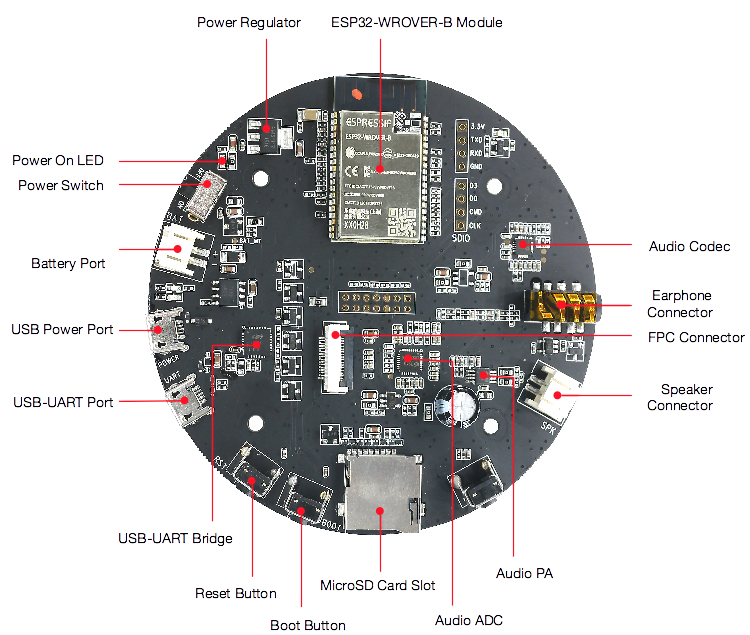 Power Regulator
ESP32-WROVER-B Module
Power On LED
Power Switch
Battery Port
USB Power Port
USB-UART Port
USB-UART Bridge
Reset Button
Boot Button
MicroSD Card Slot
Audio ADC
Audio PA
Speaker
Connector
FPC Connector
Earphone
Connector
Audio Codec
ESP32-WROVER-B
3.3V
TXD
RXD
GND
D3
D0
CMD
CLK
SDIO
POWER
UART
RST
BOOT
SPK